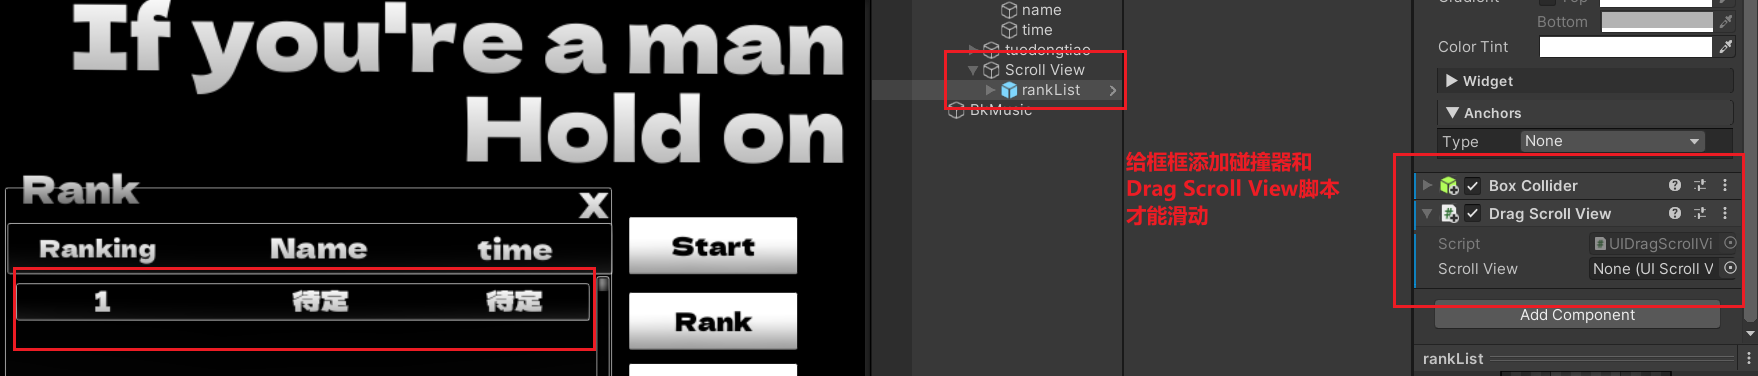 If you're a man
Hold on
Rank
X
Ranking Name time
1 待定 待定
Start
Rank
name
time
tuodongtiao
Scroll View
rankList
BkMusic
给框框添加碰撞器和
Drag Scroll View脚本
才能滑动
Gradient Top
Bottom
Color Tint
Widget
Anchors
Type None
Box Collider
Drag Scroll View
Script UIDragScrollVi
Scroll View None (UI Scroll V
Add Component
rankList